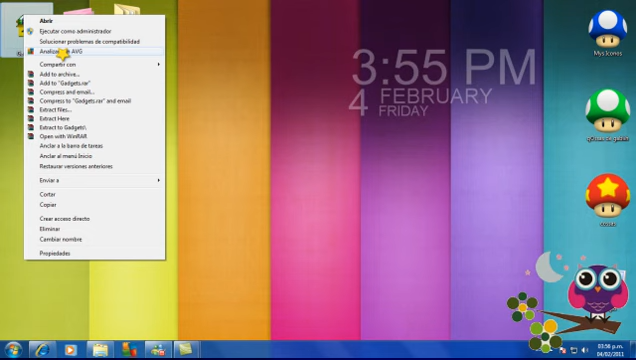 Abrir
Ejecutar como administrador
Solucionar problemas de compatibilidad
AVG
Compartir con
Add to archive...
Add to "Gadgets.rar"
Compress and email...
Compress to "Gadgets.rar" and email
Extract files...
Extract Here
Extract to Gadgets\
Open with WinRAR
Anclar a la barra de tareas
Anclar al menú Inicio
Restaurar versiones anteriores
Enviar a
Cortar
Copiar
Crear acceso directo
Eliminar
Cambiar nombre
Propiedades
3:55 PM
4 FEBRUARY
FRIDAY
03:56 p.m.
04/02/2011